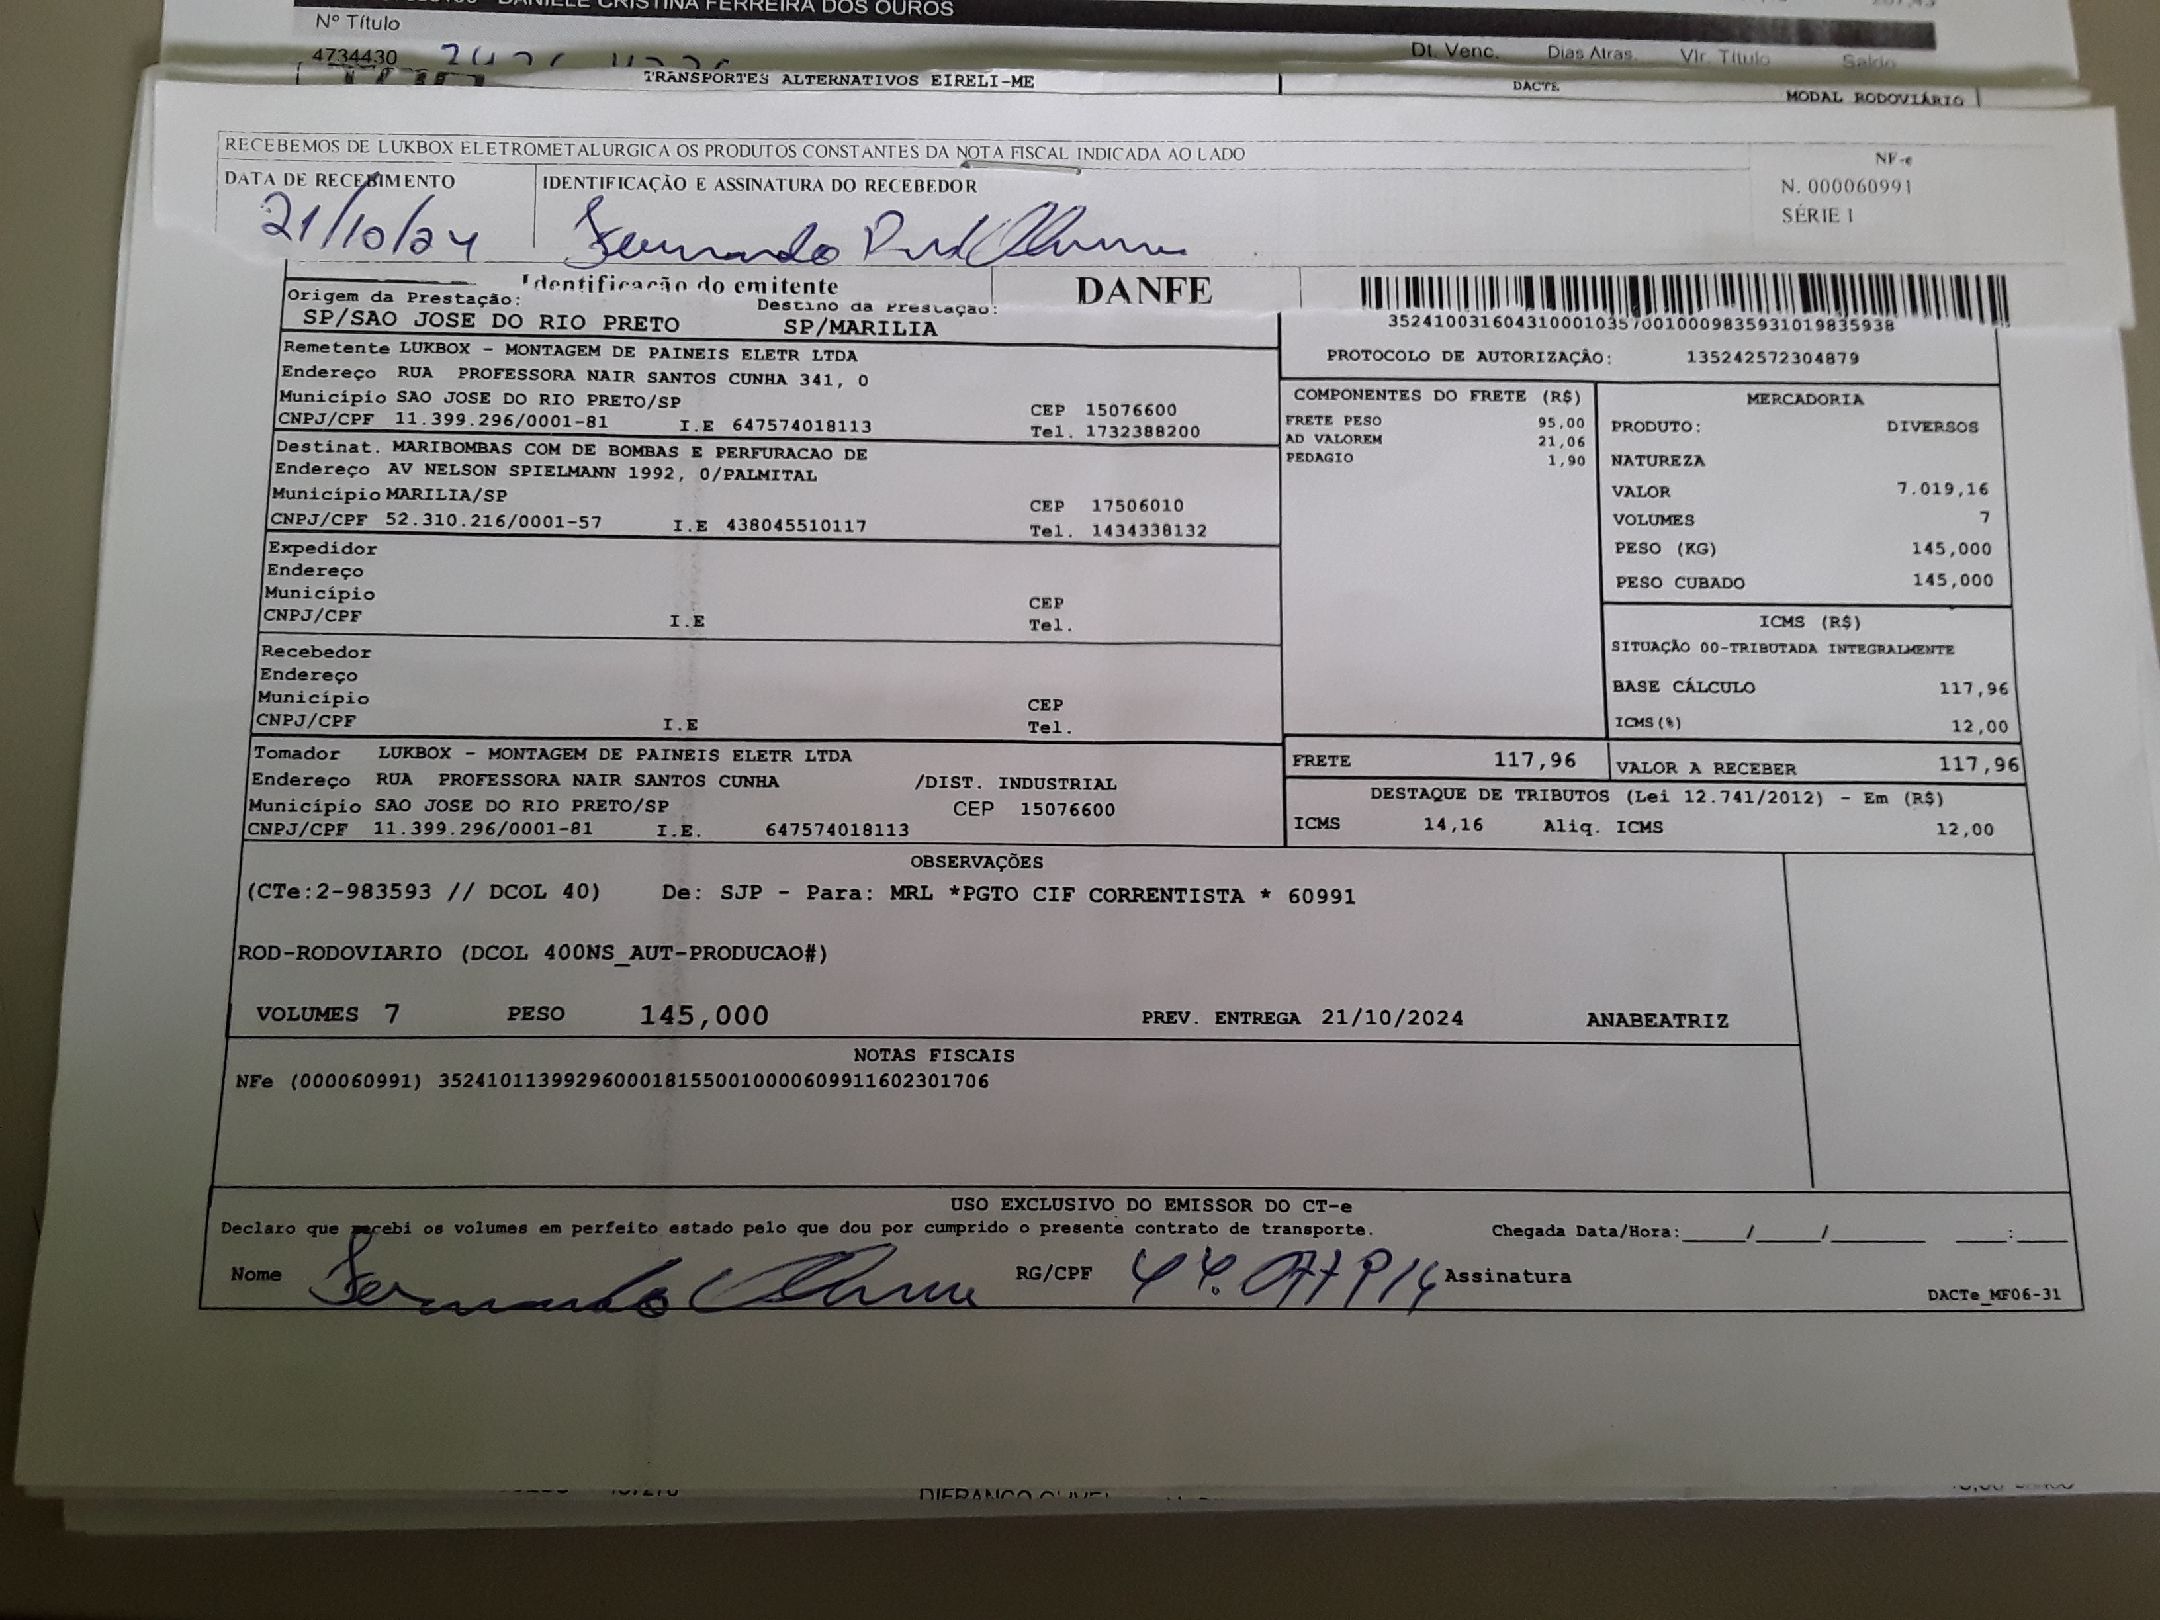 DANIELE CRISTINA FERREIRA DOS OUROS
Nº Título
Dt. Venc. Dias Atras. Vlr. Título Saldo
4734430
TRANSPORTES ALTERNATIVOS EIRELI-ME DACTE MODAL RODOVIÁRIO
RECEBEMOS DE LUKBOX ELETROMETALURGICA OS PRODUTOS CONSTANTES DA NOTA FISCAL INDICADA AO LADO
NF-e
N. 000060991
SÉRIE 1
DATA DE RECEBIMENTO IDENTIFICAÇÃO E ASSINATURA DO RECEBEDOR
21/10/24 Fernando
Identificação do emitente DANFE
Origem da Prestação: Destino da Prestação:
SP/SAO JOSE DO RIO PRETO SP/MARILIA
35241003160431000103570010009835931019835938
PROTOCOLO DE AUTORIZAÇÃO: 135242572304879
Remetente LUKBOX - MONTAGEM DE PAINEIS ELETR LTDA
Endereço RUA PROFESSORA NAIR SANTOS CUNHA 341, 0
Município SAO JOSE DO RIO PRETO/SP CEP 15076600
CNPJ/CPF 11.399.296/0001-81 I.E 647574018113 Tel. 1732388200
Destinat. MARIBOMBAS COM DE BOMBAS E PERFURACAO DE
Endereço AV NELSON SPIELMANN 1992, 0/PALMITAL
Município MARILIA/SP CEP 17506010
CNPJ/CPF 52.310.216/0001-57 I.E 438045510117 Tel. 1434338132
Expedidor
Endereço
Município CEP
CNPJ/CPF I.E Tel.
Recebedor
Endereço
Município CEP
CNPJ/CPF I.E Tel.
Tomador LUKBOX - MONTAGEM DE PAINEIS ELETR LTDA
Endereço RUA PROFESSORA NAIR SANTOS CUNHA /DIST. INDUSTRIAL
Município SAO JOSE DO RIO PRETO/SP CEP 15076600
CNPJ/CPF 11.399.296/0001-81 I.E. 647574018113
COMPONENTES DO FRETE (R$)
FRETE PESO 95,00
AD VALOREM 21,06
PEDAGIO 1,90
MERCADORIA
PRODUTO: DIVERSOS
NATUREZA
VALOR 7.019,16
VOLUMES 7
PESO (KG) 145,000
PESO CUBADO 145,000
ICMS (R$)
SITUAÇÃO 00-TRIBUTADA INTEGRALMENTE
BASE CÁLCULO 117,96
ICMS(%) 12,00
FRETE 117,96 VALOR A RECEBER 117,96
DESTAQUE DE TRIBUTOS (Lei 12.741/2012) - Em (R$)
ICMS 14,16 Aliq. ICMS 12,00
OBSERVAÇÕES
(CTe:2-983593 // DCOL 40) De: SJP - Para: MRL *PGTO CIF CORRENTISTA * 60991
ROD-RODOVIARIO (DCOL 400NS_AUT-PRODUCAO#)
VOLUMES 7 PESO 145,000 PREV. ENTREGA 21/10/2024 ANABEATRIZ
NOTAS FISCAIS
NFe (000060991) 35241011399296000181550010000609911602301706
USO EXCLUSIVO DO EMISSOR DO CT-e
Declaro que recebi os volumes em perfeito estado pelo que dou por cumprido o presente contrato de transporte. Chegada Data/Hora:_____/_____/______ ____:____
Nome Fernando RG/CPF Assinatura
DACTe_MF06-31